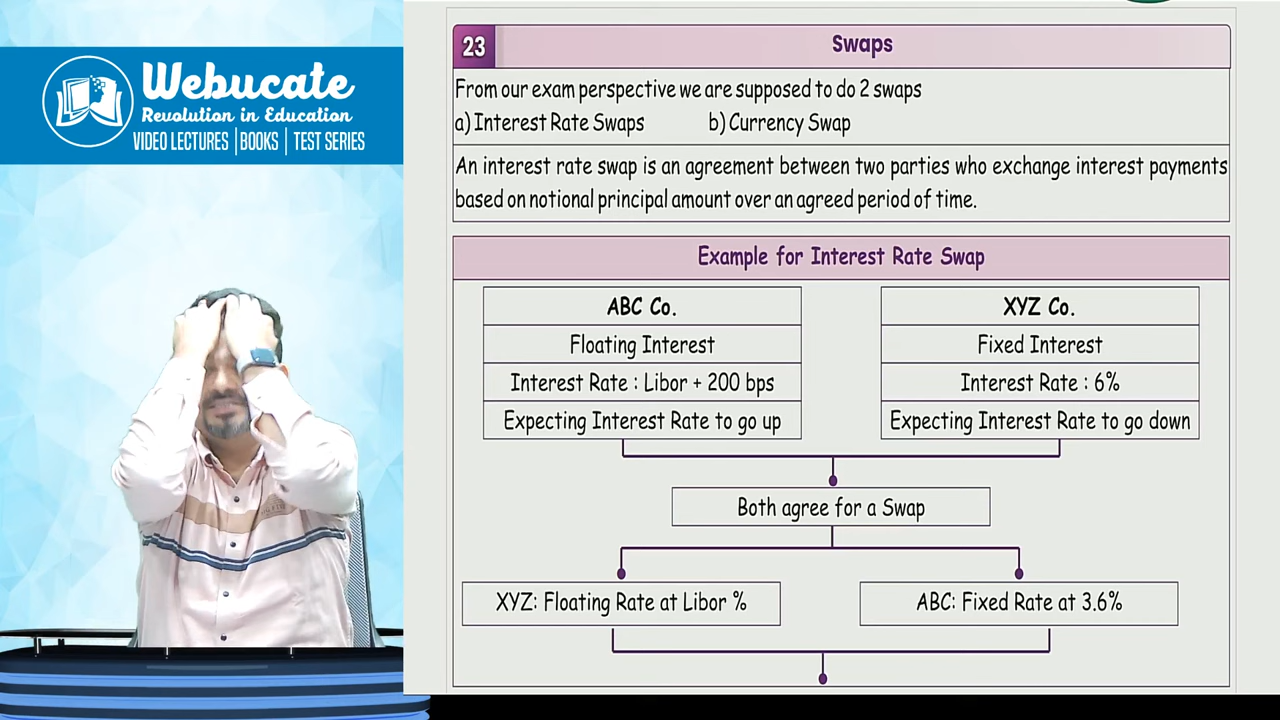 Webucate
Revolution in Education
VIDEO LECTURES | BOOKS | TEST SERIES
23
Swaps
From our exam perspective we are supposed to do 2 swaps
a) Interest Rate Swaps b) Currency Swap
An interest rate swap is an agreement between two parties who exchange interest payments
based on notional principal amount over an agreed period of time.
Example for Interest Rate Swap
ABC Co.
Floating Interest
Interest Rate : Libor + 200 bps
Expecting Interest Rate to go up
XYZ Co.
Fixed Interest
Interest Rate : 6%
Expecting Interest Rate to go down
Both agree for a Swap
XYZ: Floating Rate at Libor %
ABC: Fixed Rate at 3.6%